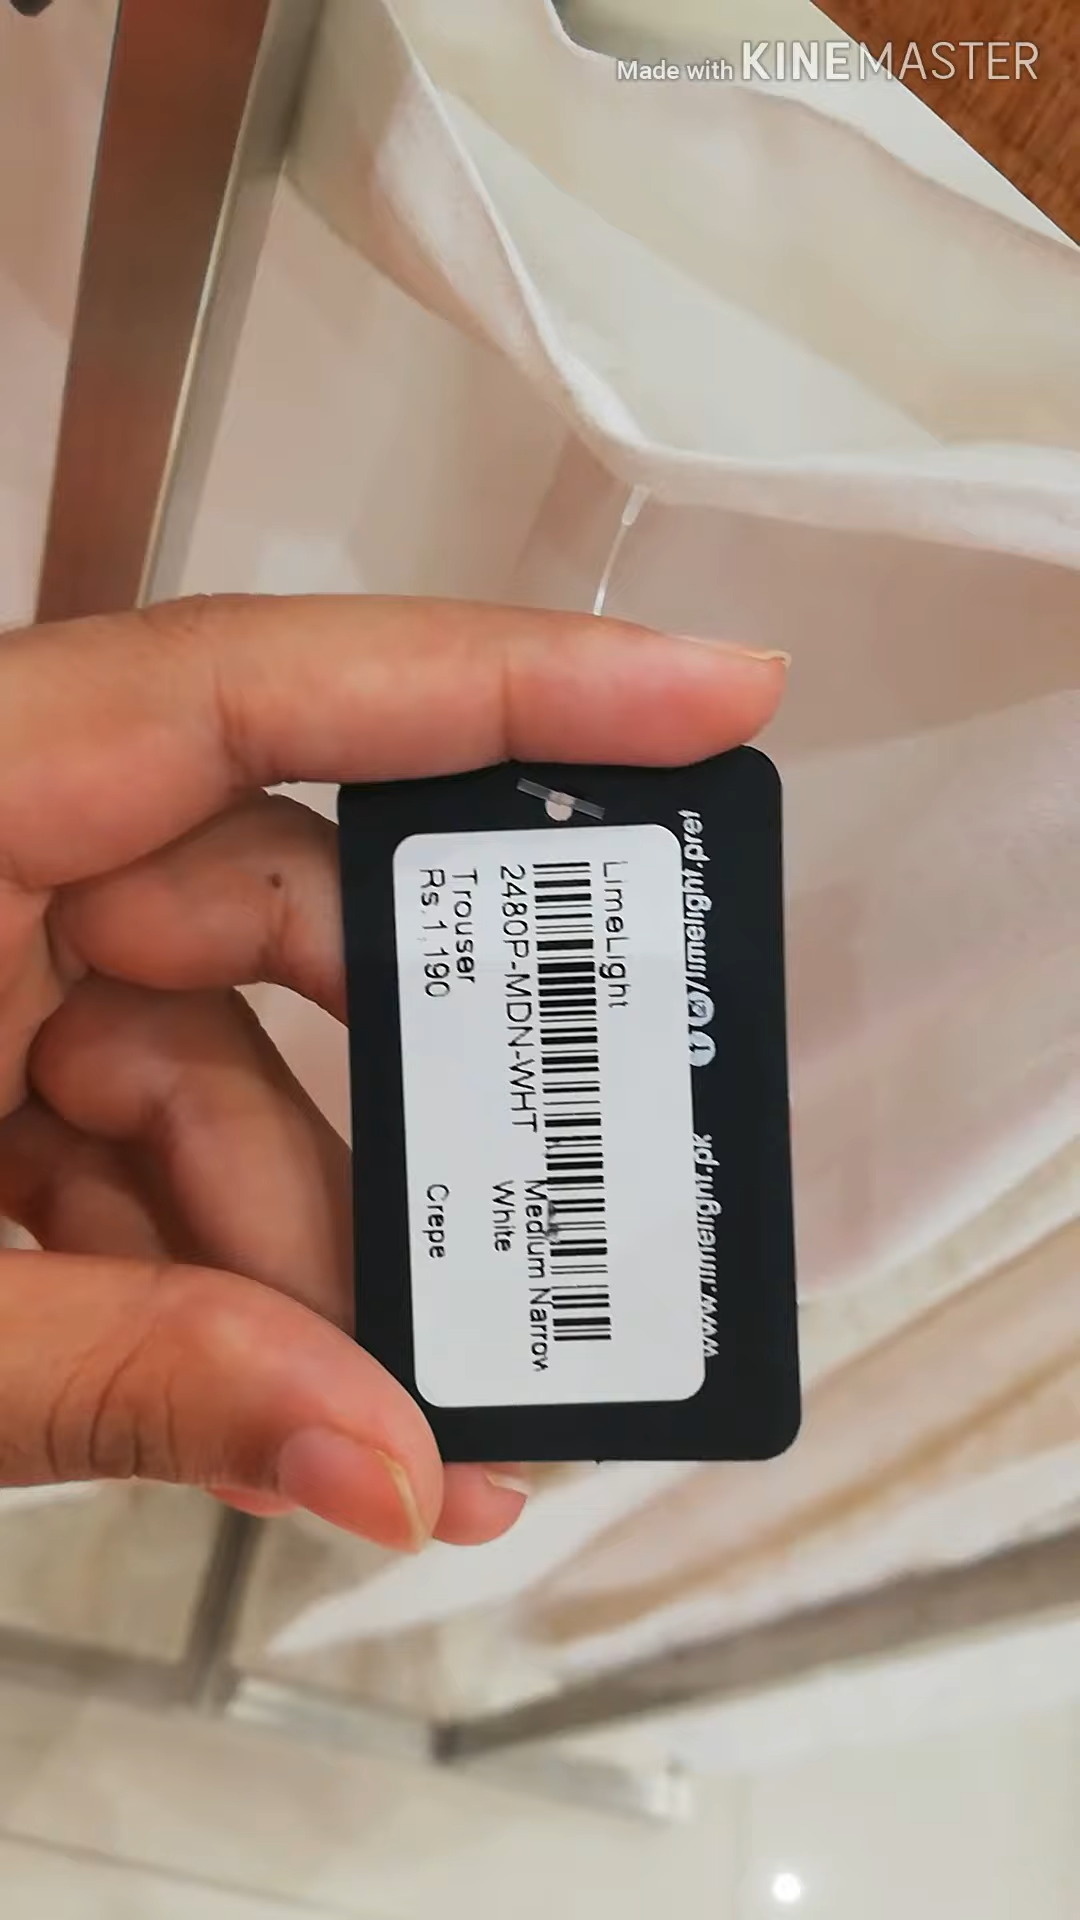 Made with KINEMASTER
/limelight.pret
www.limelight.pk
LimeLight
Medium Narrow
2480P-MDN-WHT White
Trouser
Rs.1,190 Crepe